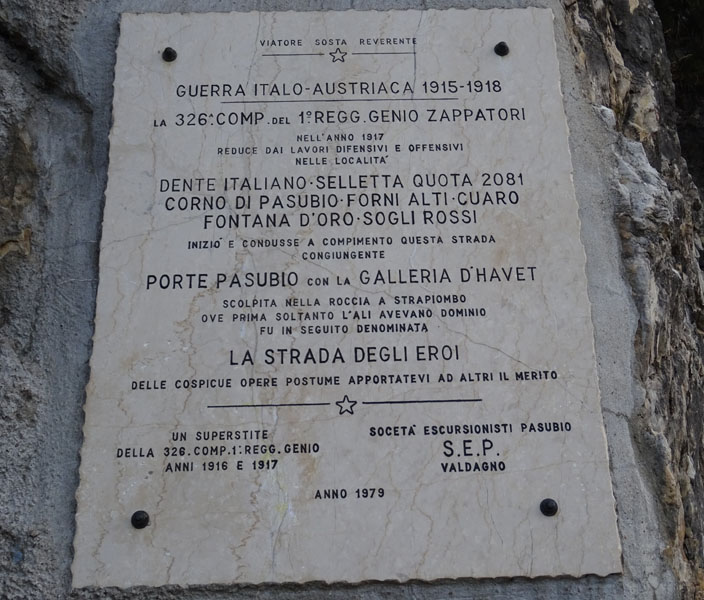 VIATORE SOSTA REVERENTE
GUERRA ITALO-AUSTRIACA 1915-1918
LA 326ª COMP. DEL 1º REGG. GENIO ZAPPATORI
NELL'ANNO 1917
REDUCE DAI LAVORI DIFENSIVI E OFFENSIVI
NELLE LOCALITA'
DENTE ITALIANO·SELLETTA QUOTA 2081
CORNO DI PASUBIO·FORNI ALTI·CUARO
FONTANA D'ORO·SOGLI ROSSI
INIZIO' E CONDUSSE A COMPIMENTO QUESTA STRADA
CONGIUNGENTE
PORTE PASUBIO CON LA GALLERIA D'HAVET
SCOLPITA NELLA ROCCIA A STRAPIOMBO
OVE PRIMA SOLTANTO L'ALI AVEVANO DOMINIO
FU IN SEGUITO DENOMINATA
LA STRADA DEGLI EROI
DELLE COSPICUE OPERE POSTUME APPORTATEVI AD ALTRI IL MERITO
UN SUPERSTITE
DELLA 326. COMP. 1º REGG. GENIO
ANNI 1916 E 1917
SOCETA' ESCURSIONISTI PASUBIO
S.E.P.
VALDAGNO
ANNO 1979